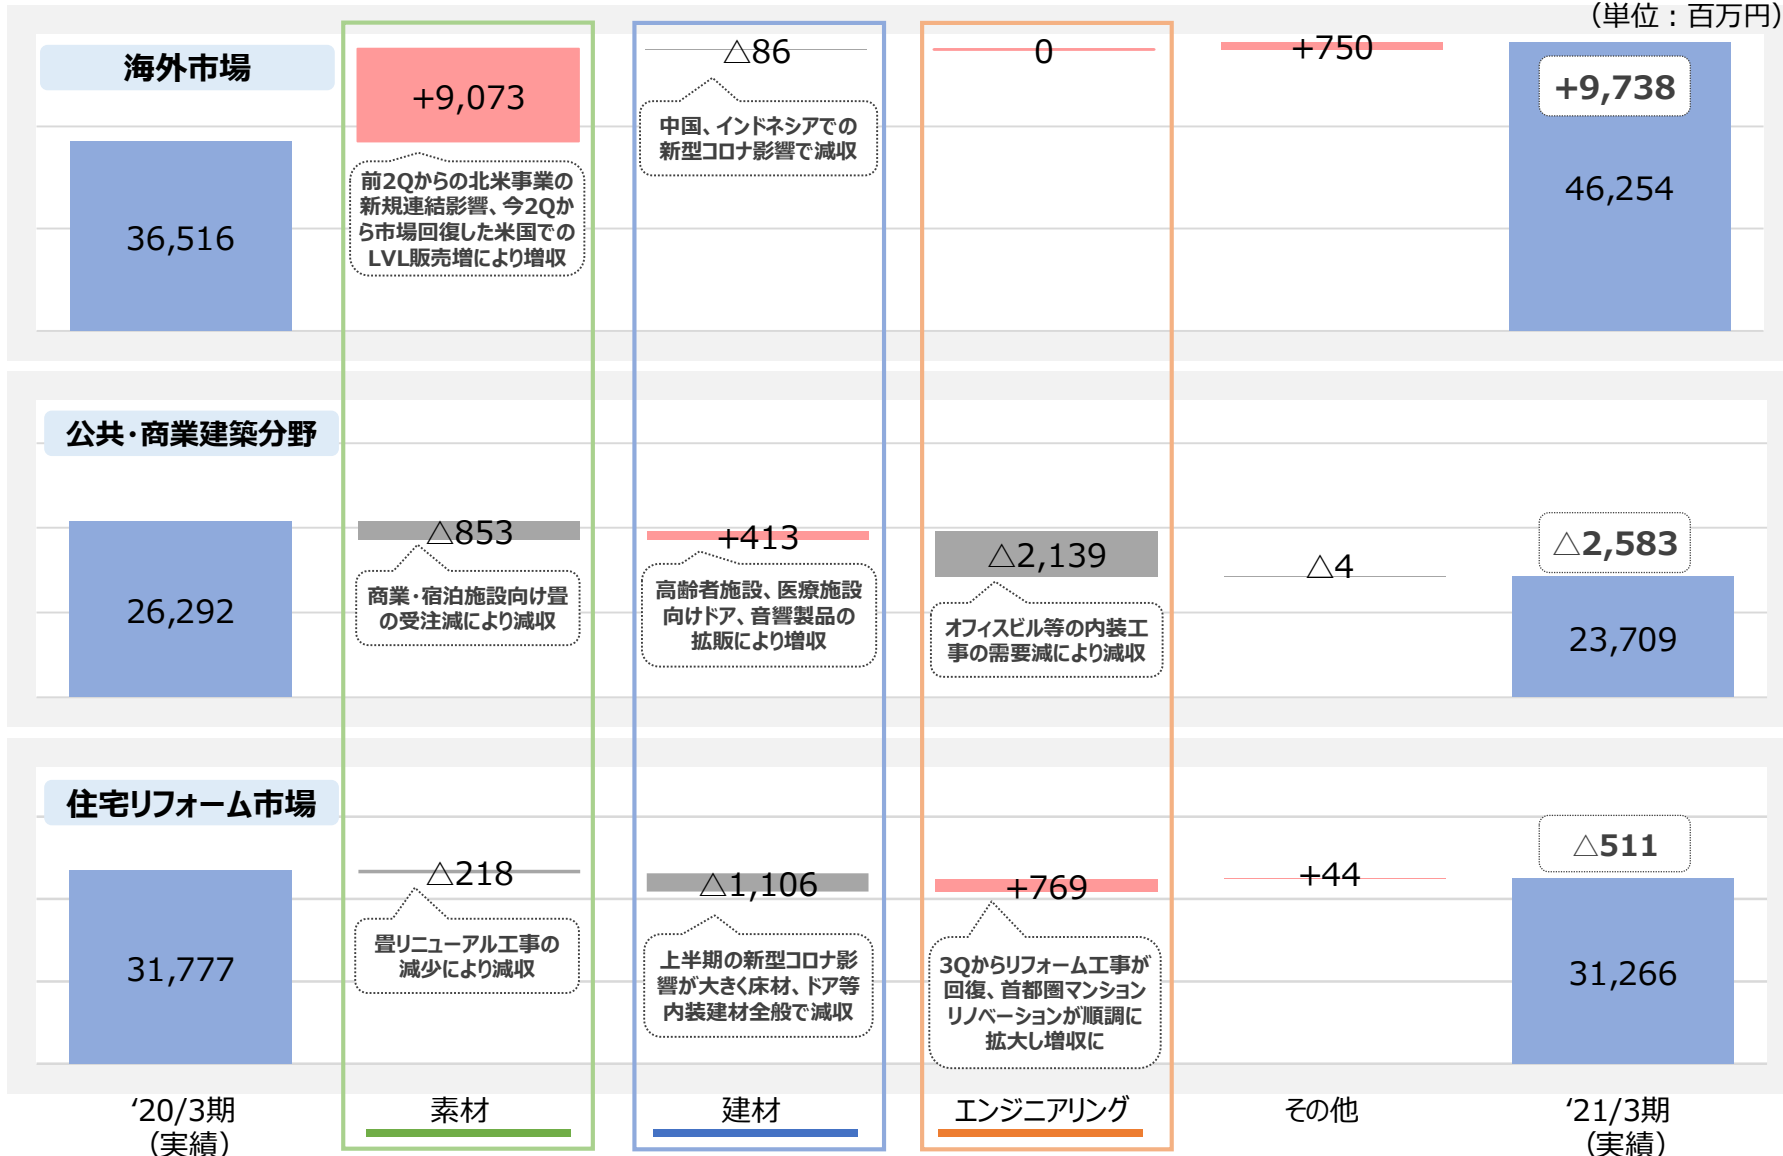 （単位：百万円）
海外市場
36,516
+9,073
前2Qからの北米事業の
新規連結影響、今2Qか
ら市場回復した米国での
LVL販売増により増収
△86
中国、インドネシアでの
新型コロナ影響で減収
0
+750
+9,738
46,254
公共・商業建築分野
26,292
△853
商業・宿泊施設向け畳
の受注減により減収
+413
高齢者施設、医療施設
向けドア、音響製品の
拡販により増収
△2,139
オフィスビル等の内装工
事の需要減により減収
△4
△2,583
23,709
住宅リフォーム市場
31,777
△218
畳リニューアル工事の
減少により減収
△1,106
上半期の新型コロナ影
響が大きく床材、ドア等
内装建材全般で減収
+769
3Qからリフォーム工事が
回復、首都圏マンション
リノベーションが順調に
拡大し増収に
+44
△511
31,266
‘20/3期
（実績）
素材
建材
エンジニアリング
その他
‘21/3期
（実績）